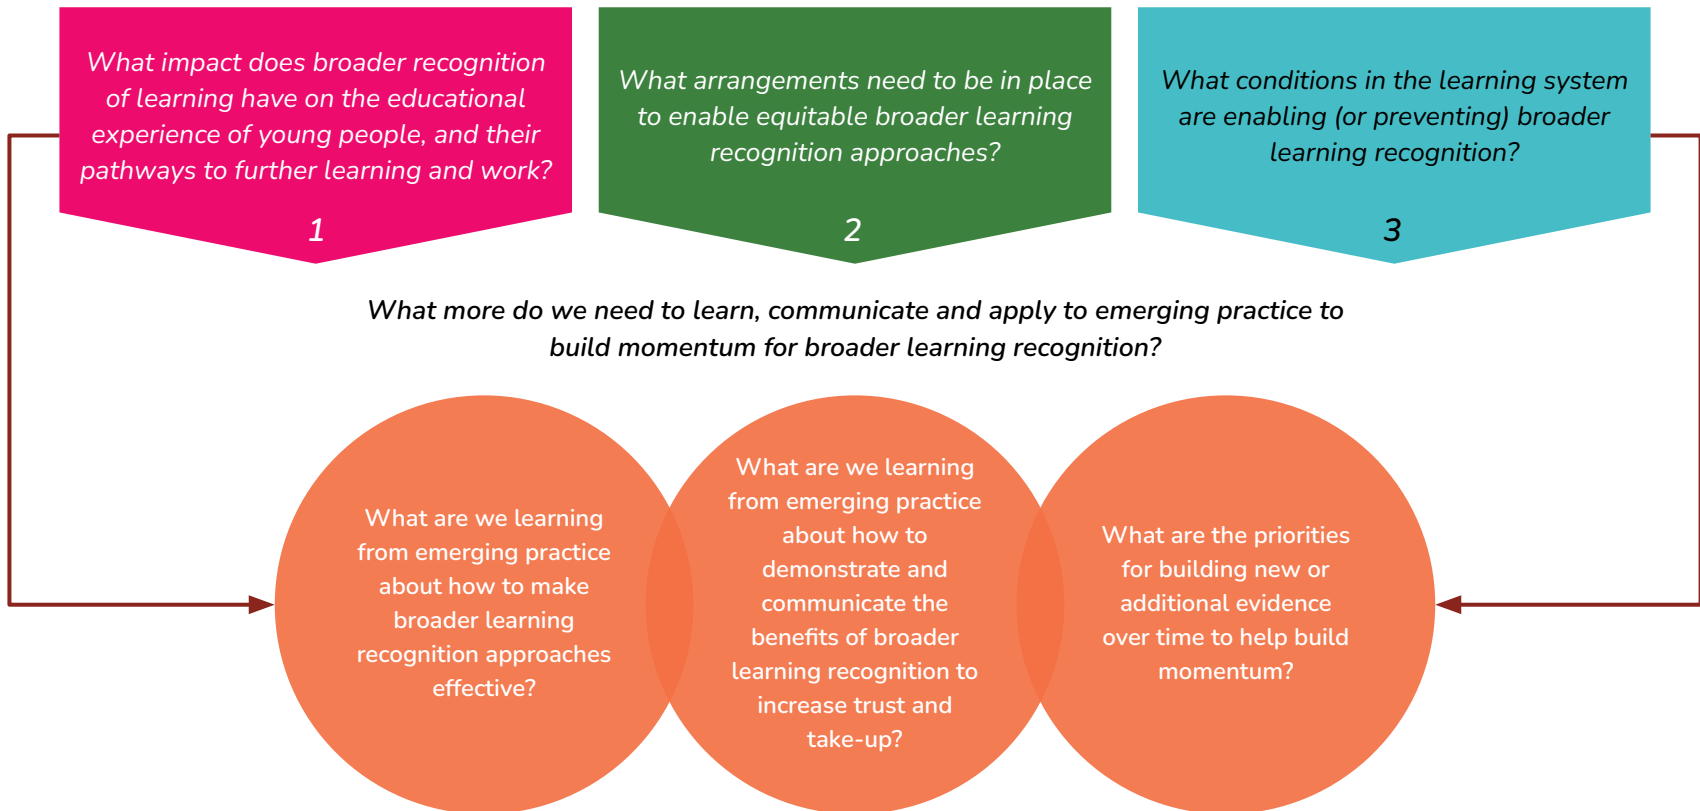 What impact does broader recognition
of learning have on the educational
experience of young people, and their
pathways to further learning and work?
1
What arrangements need to be in place
to enable equitable broader learning
recognition approaches?
2
What conditions in the learning system
are enabling (or preventing) broader
learning recognition?
3
What more do we need to learn, communicate and apply to emerging practice to
build momentum for broader learning recognition?
What are we learning
from emerging practice
about how to make
broader learning
recognition approaches
effective?
What are we learning
from emerging practice
about how to
demonstrate and
communicate the
benefits of broader
learning recognition to
increase trust and
take-up?
What are the priorities
for building new or
additional evidence
over time to help build
momentum?